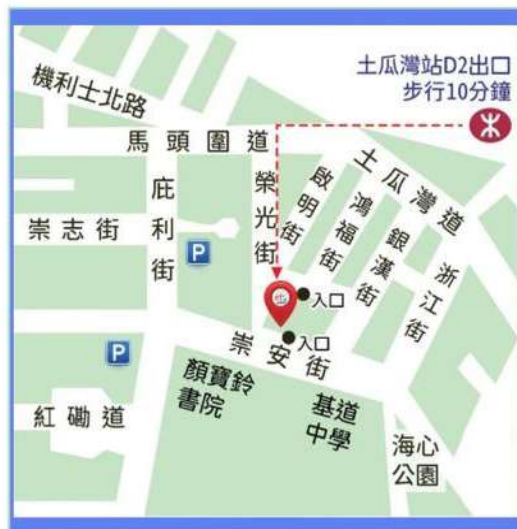 土瓜灣站D2出口
步行10分鐘
機利士北路
馬頭圍道
土瓜灣道
庇利街
榮光街
啟明街
鴻福街
銀漢街
浙江街
崇志街
P
入口
入口
崇安街
P
顏寶鈴
書院
基道
中學
紅磡道
海心
公園